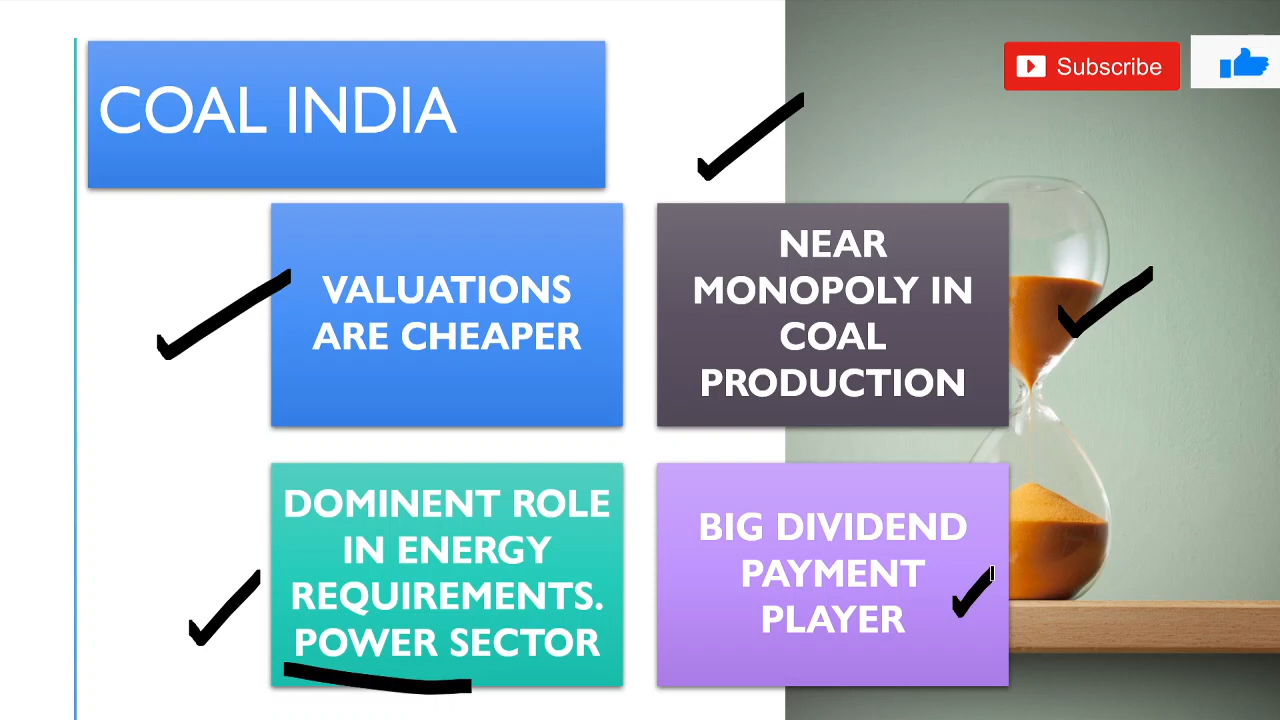 COAL INDIA
Subscribe
VALUATIONS
ARE CHEAPER
NEAR
MONOPOLY IN
COAL
PRODUCTION
DOMINENT ROLE
IN ENERGY
REQUIREMENTS.
POWER SECTOR
BIG DIVIDEND
PAYMENT
PLAYER